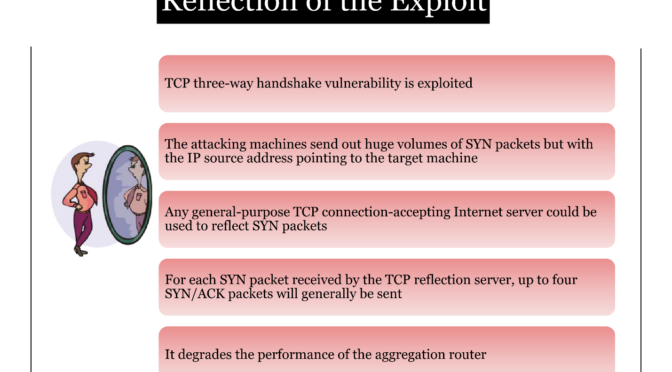 Reflection of the Exploit
TCP three-way handshake vulnerability is exploited
The attacking machines send out huge volumes of SYN packets but with
the IP source address pointing to the target machine
Any general-purpose TCP connection-accepting Internet server could be
used to reflect SYN packets
For each SYN packet received by the TCP reflection server, up to four
SYN/ACK packets will generally be sent
It degrades the performance of the aggregation router